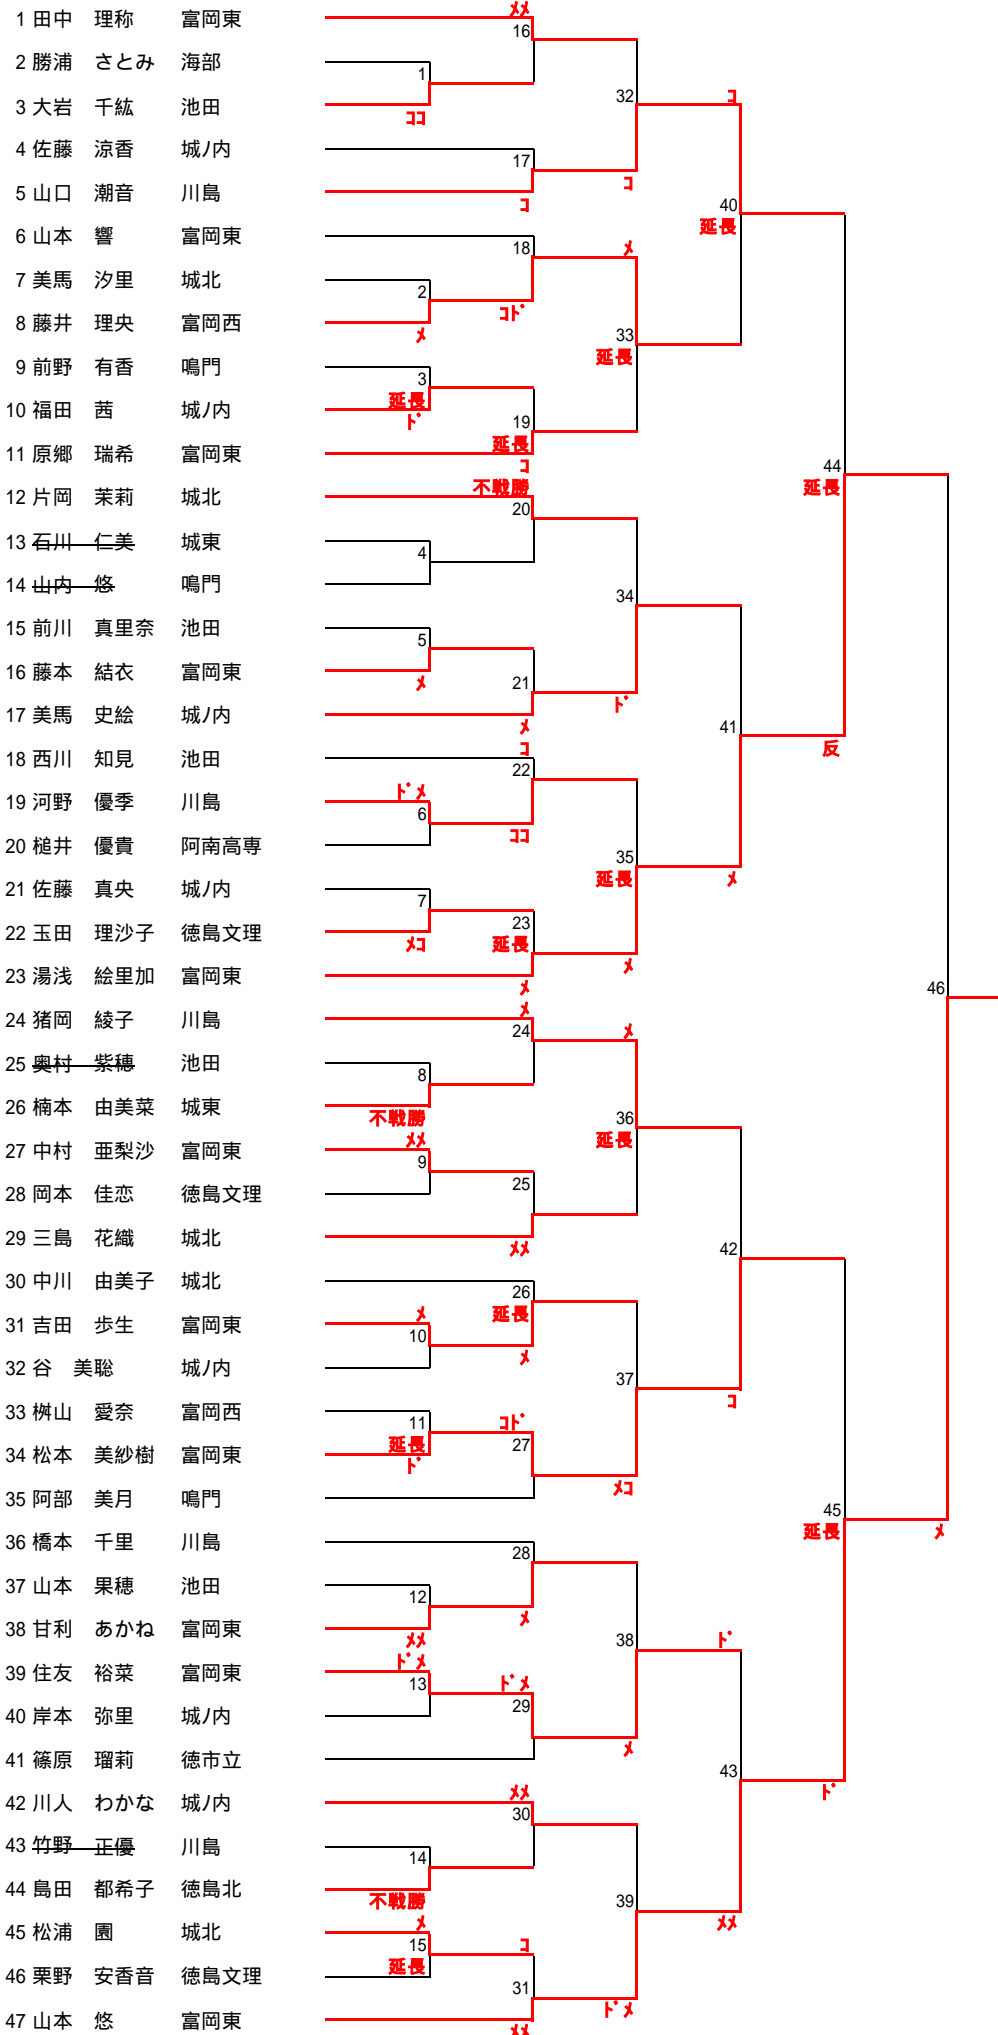 1 田中 理称 富岡東
2 勝浦 さとみ 海部
3 大岩 千紘 池田
4 佐藤 涼香 城ﾉ内
5 山口 潮音 川島
6 山本 響 富岡東
7 美馬 汐里 城北
8 藤井 理央 富岡西
9 前野 有香 鳴門
10 福田 茜 城ﾉ内
11 原郷 瑞希 富岡東
12 片岡 茉莉 城北
13 石川 仁美 城東
14 山内 悠 鳴門
15 前川 真里奈 池田
16 藤本 結衣 富岡東
17 美馬 史絵 城ﾉ内
18 西川 知見 池田
19 河野 優季 川島
20 槌井 優貴 阿南高専
21 佐藤 真央 城ﾉ内
22 玉田 理沙子 徳島文理
23 湯浅 絵里加 富岡東
24 猪岡 綾子 川島
25 奥村 紫穂 池田
26 楠本 由美菜 城東
27 中村 亜梨沙 富岡東
28 岡本 佳恋 徳島文理
29 三島 花織 城北
30 中川 由美子 城北
31 吉田 歩生 富岡東
32 谷 美聡 城ﾉ内
33 桝山 愛奈 富岡西
34 松本 美紗樹 富岡東
35 阿部 美月 鳴門
36 橋本 千里 川島
37 山本 果穂 池田
38 甘利 あかね 富岡東
39 住友 裕菜 富岡東
40 岸本 弥里 城ﾉ内
41 篠原 瑠莉 徳市立
42 川人 わかな 城ﾉ内
43 竹野 正優 川島
44 島田 都希子 徳島北
45 松浦 園 城北
46 栗野 安香音 徳島文理
47 山本 悠 富岡東
1
ｺｺ
2
ﾒ
3
延長
ﾄﾞ
4
5
ﾒ
ﾄﾞﾒ
6
7
ﾒｺ
8
不戦勝
ﾒﾒ
9
ﾒ
10
11
延長
ﾄﾞ
12
ﾒﾒ
ﾄﾞﾒ
13
14
不戦勝
ﾒ
15
延長
ﾒﾒ
16
17
ｺ
18
ｺﾄﾞ
19
延長
ｺ
不戦勝
20
21
ﾒ
ｺ
22
ｺｺ
23
延長
ﾒ
ﾒ
24
25
ﾒﾒ
26
延長
ﾒ
ｺﾄﾞ
27
28
ﾒ
ﾄﾞﾒ
29
ﾒﾒ
30
ｺ
31
ﾒﾒ
32
ｺ
ﾒ
33
延長
34
ﾄﾞ
35
延長
ﾒ
ﾒ
36
延長
37
ﾒｺ
38
ﾒ
39
ﾄﾞﾒ
ｺ
40
延長
41
ﾒ
42
ｺ
ﾄﾞ
43
ﾒﾒ
44
延長
反
45
延長
ﾄﾞ
46
ﾒ